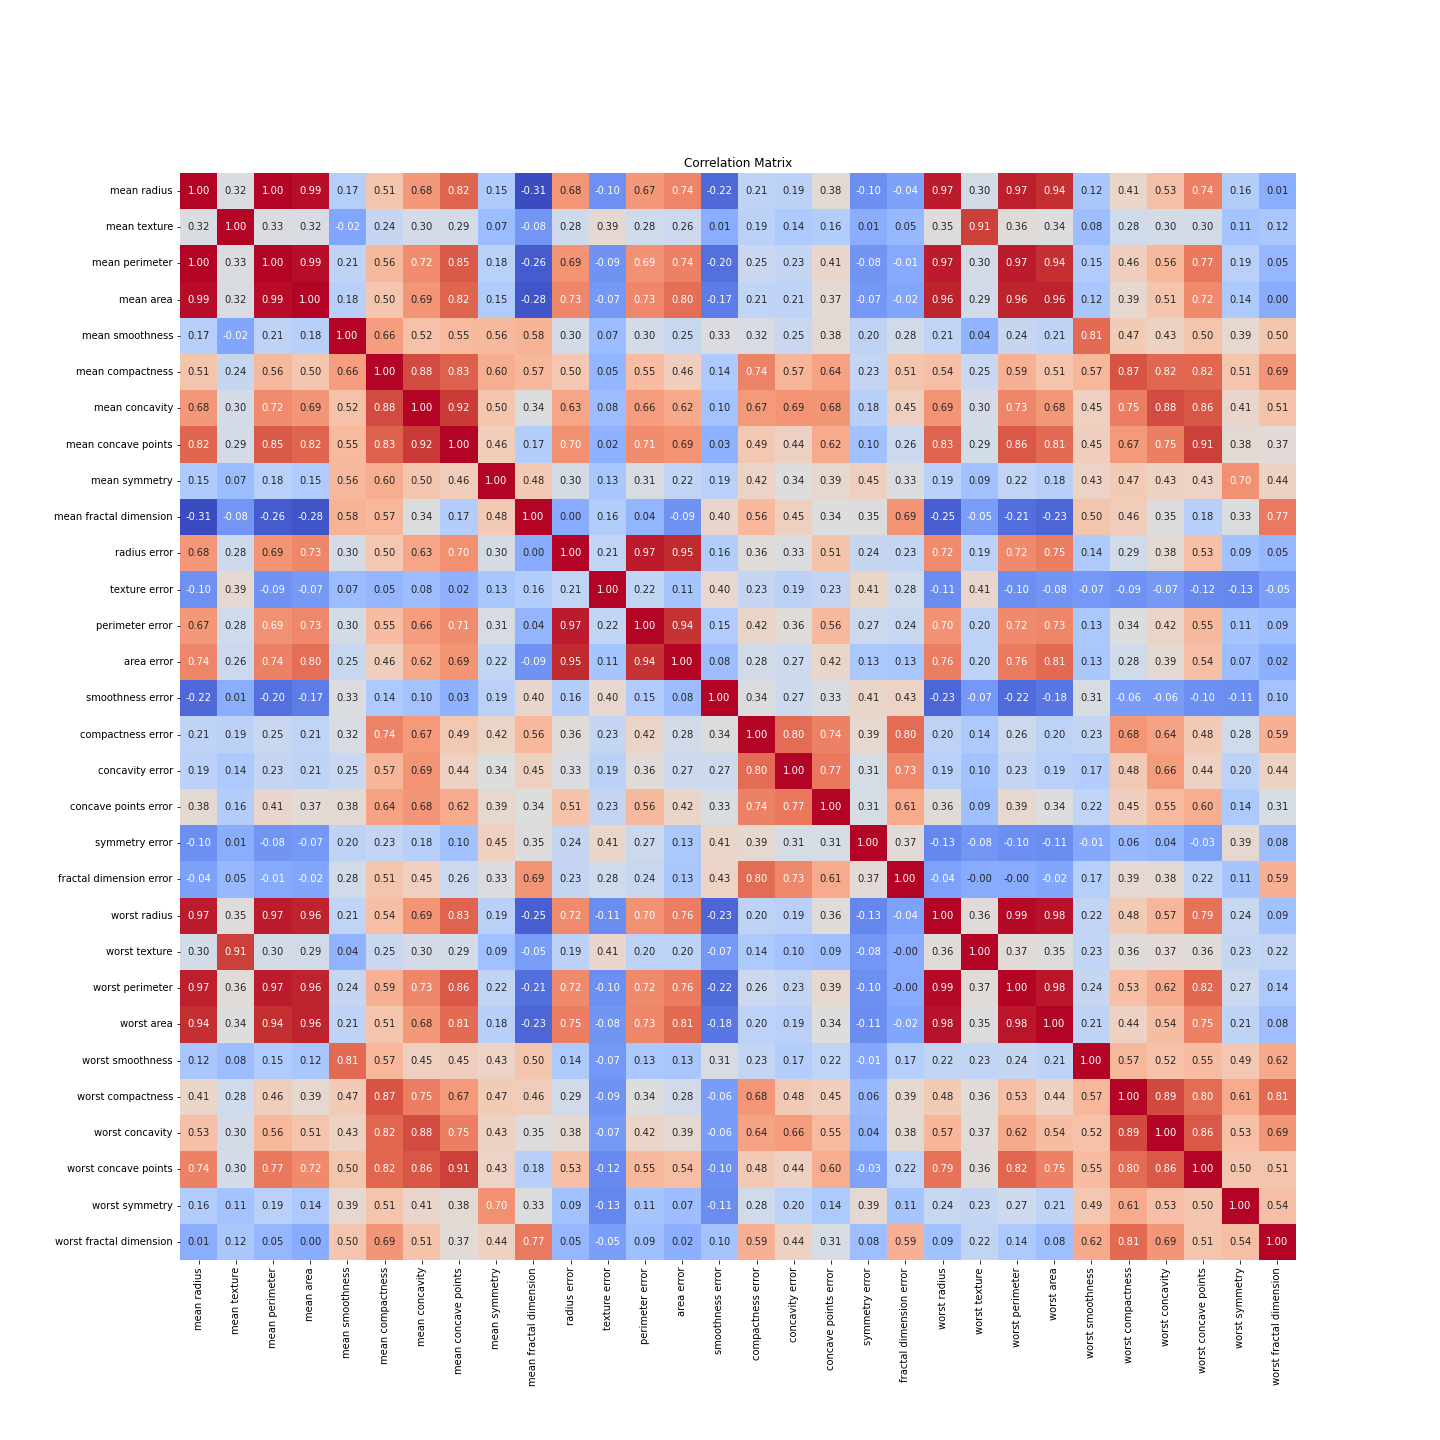 Correlation Matrix
mean radius 1.00 0.32 1.00 0.99 0.17 0.51 0.68 0.82 0.15 -0.31 0.68 -0.10 0.67 0.74 -0.22 0.21 0.19 0.38 -0.10 -0.04 0.97 0.30 0.97 0.94 0.12 0.41 0.53 0.74 0.16 0.01
mean texture 0.32 1.00 0.33 0.32 -0.02 0.24 0.30 0.29 0.07 -0.08 0.28 0.39 0.28 0.26 0.01 0.19 0.14 0.16 0.01 0.05 0.35 0.91 0.36 0.34 0.08 0.28 0.30 0.30 0.11 0.12
mean perimeter 1.00 0.33 1.00 0.99 0.21 0.56 0.72 0.85 0.18 -0.26 0.69 -0.09 0.69 0.74 -0.20 0.25 0.23 0.41 -0.08 -0.01 0.97 0.30 0.97 0.94 0.15 0.46 0.56 0.77 0.19 0.05
mean area 0.99 0.32 0.99 1.00 0.18 0.50 0.69 0.82 0.15 -0.28 0.73 -0.07 0.73 0.80 -0.17 0.21 0.21 0.37 -0.07 -0.02 0.96 0.29 0.96 0.96 0.12 0.39 0.51 0.72 0.14 0.00
mean smoothness 0.17 -0.02 0.21 0.18 1.00 0.66 0.52 0.55 0.56 0.58 0.30 0.07 0.30 0.25 0.33 0.32 0.25 0.38 0.20 0.28 0.21 0.04 0.24 0.21 0.81 0.47 0.43 0.50 0.39 0.50
mean compactness 0.51 0.24 0.56 0.50 0.66 1.00 0.88 0.83 0.60 0.57 0.50 0.05 0.55 0.46 0.14 0.74 0.57 0.64 0.23 0.51 0.54 0.25 0.59 0.51 0.57 0.87 0.82 0.82 0.51 0.69
mean concavity 0.68 0.30 0.72 0.69 0.52 0.88 1.00 0.92 0.50 0.34 0.63 0.08 0.66 0.62 0.10 0.67 0.69 0.68 0.18 0.45 0.69 0.30 0.73 0.68 0.45 0.75 0.88 0.86 0.41 0.51
mean concave points 0.82 0.29 0.85 0.82 0.55 0.83 0.92 1.00 0.46 0.17 0.70 0.02 0.71 0.69 0.03 0.49 0.44 0.62 0.10 0.26 0.83 0.29 0.86 0.81 0.45 0.67 0.75 0.91 0.38 0.37
mean symmetry 0.15 0.07 0.18 0.15 0.56 0.60 0.50 0.46 1.00 0.48 0.30 0.13 0.31 0.22 0.19 0.42 0.34 0.39 0.45 0.33 0.19 0.09 0.22 0.18 0.43 0.47 0.43 0.43 0.70 0.44
mean fractal dimension -0.31 -0.08 -0.26 -0.28 0.58 0.57 0.34 0.17 0.48 1.00 0.00 0.16 0.04 -0.09 0.40 0.56 0.45 0.34 0.35 0.69 -0.25 -0.05 -0.21 -0.23 0.50 0.46 0.35 0.18 0.33 0.77
radius error 0.68 0.28 0.69 0.73 0.30 0.50 0.63 0.70 0.30 0.00 1.00 0.21 0.97 0.95 0.16 0.36 0.33 0.51 0.24 0.23 0.72 0.19 0.72 0.75 0.14 0.29 0.38 0.53 0.09 0.05
texture error -0.10 0.39 -0.09 -0.07 0.07 0.05 0.08 0.02 0.13 0.16 0.21 1.00 0.22 0.11 0.40 0.23 0.19 0.23 0.41 0.28 -0.11 0.41 -0.10 -0.08 -0.07 -0.09 -0.07 -0.12 -0.13 -0.05
perimeter error 0.67 0.28 0.69 0.73 0.30 0.55 0.66 0.71 0.31 0.04 0.97 0.22 1.00 0.94 0.15 0.42 0.36 0.56 0.27 0.24 0.70 0.20 0.72 0.73 0.13 0.34 0.42 0.55 0.11 0.09
area error 0.74 0.26 0.74 0.80 0.25 0.46 0.62 0.69 0.22 -0.09 0.95 0.11 0.94 1.00 0.08 0.28 0.27 0.42 0.13 0.13 0.76 0.20 0.76 0.81 0.13 0.28 0.39 0.54 0.07 0.02
smoothness error -0.22 0.01 -0.20 -0.17 0.33 0.14 0.10 0.03 0.19 0.40 0.16 0.40 0.15 0.08 1.00 0.34 0.27 0.33 0.41 0.43 -0.23 -0.07 -0.22 -0.18 0.31 -0.06 -0.06 -0.10 -0.11 0.10
compactness error 0.21 0.19 0.25 0.21 0.32 0.74 0.67 0.49 0.42 0.56 0.36 0.23 0.42 0.28 0.34 1.00 0.80 0.74 0.39 0.80 0.20 0.14 0.26 0.20 0.23 0.68 0.64 0.48 0.28 0.59
concavity error 0.19 0.14 0.23 0.21 0.25 0.57 0.69 0.44 0.34 0.45 0.33 0.19 0.36 0.27 0.27 0.80 1.00 0.77 0.31 0.73 0.19 0.10 0.23 0.19 0.17 0.48 0.66 0.44 0.20 0.44
concave points error 0.38 0.16 0.41 0.37 0.38 0.64 0.68 0.62 0.39 0.34 0.51 0.23 0.56 0.42 0.33 0.74 0.77 1.00 0.31 0.61 0.36 0.09 0.39 0.34 0.22 0.45 0.55 0.60 0.14 0.31
symmetry error -0.10 0.01 -0.08 -0.07 0.20 0.23 0.18 0.10 0.45 0.35 0.24 0.41 0.27 0.13 0.41 0.39 0.31 0.31 1.00 0.37 -0.13 -0.08 -0.10 -0.11 -0.01 0.06 0.04 -0.03 0.39 0.08
fractal dimension error -0.04 0.05 -0.01 -0.02 0.28 0.51 0.45 0.26 0.33 0.69 0.23 0.28 0.24 0.13 0.43 0.80 0.73 0.61 0.37 1.00 -0.04 -0.00 -0.00 -0.02 0.17 0.39 0.38 0.22 0.11 0.59
worst radius 0.97 0.35 0.97 0.96 0.21 0.54 0.69 0.83 0.19 -0.25 0.72 -0.11 0.70 0.76 -0.23 0.20 0.19 0.36 -0.13 -0.04 1.00 0.36 0.99 0.98 0.22 0.48 0.57 0.79 0.24 0.09
worst texture 0.30 0.91 0.30 0.29 0.04 0.25 0.30 0.29 0.09 -0.05 0.19 0.41 0.20 0.20 -0.07 0.14 0.10 0.09 -0.08 -0.00 0.36 1.00 0.37 0.35 0.23 0.36 0.37 0.36 0.23 0.22
worst perimeter 0.97 0.36 0.97 0.96 0.24 0.59 0.73 0.86 0.22 -0.21 0.72 -0.10 0.72 0.76 -0.22 0.26 0.23 0.39 -0.10 -0.00 0.99 0.37 1.00 0.98 0.24 0.53 0.62 0.82 0.27 0.14
worst area 0.94 0.34 0.94 0.96 0.21 0.51 0.68 0.81 0.18 -0.23 0.75 -0.08 0.73 0.81 -0.18 0.20 0.19 0.34 -0.11 -0.02 0.98 0.35 0.98 1.00 0.21 0.44 0.54 0.75 0.21 0.08
worst smoothness 0.12 0.08 0.15 0.12 0.81 0.57 0.45 0.45 0.43 0.50 0.14 -0.07 0.13 0.13 0.31 0.23 0.17 0.22 -0.01 0.17 0.22 0.23 0.24 0.21 1.00 0.57 0.52 0.55 0.49 0.62
worst compactness 0.41 0.28 0.46 0.39 0.47 0.87 0.75 0.67 0.47 0.46 0.29 -0.09 0.34 0.28 -0.06 0.68 0.48 0.45 0.06 0.39 0.48 0.36 0.53 0.44 0.57 1.00 0.89 0.80 0.61 0.81
worst concavity 0.53 0.30 0.56 0.51 0.43 0.82 0.88 0.75 0.43 0.35 0.38 -0.07 0.42 0.39 -0.06 0.64 0.66 0.55 0.04 0.38 0.57 0.37 0.62 0.54 0.52 0.89 1.00 0.86 0.53 0.69
worst concave points 0.74 0.30 0.77 0.72 0.50 0.82 0.86 0.91 0.43 0.18 0.53 -0.12 0.55 0.54 -0.10 0.48 0.44 0.60 -0.03 0.22 0.79 0.36 0.82 0.75 0.55 0.80 0.86 1.00 0.50 0.51
worst symmetry 0.16 0.11 0.19 0.14 0.39 0.51 0.41 0.38 0.70 0.33 0.09 -0.13 0.11 0.07 -0.11 0.28 0.20 0.14 0.39 0.11 0.24 0.23 0.27 0.21 0.49 0.61 0.53 0.50 1.00 0.54
worst fractal dimension 0.01 0.12 0.05 0.00 0.50 0.69 0.51 0.37 0.44 0.77 0.05 -0.05 0.09 0.02 0.10 0.59 0.44 0.31 0.08 0.59 0.09 0.22 0.14 0.08 0.62 0.81 0.69 0.51 0.54 1.00
mean radius
mean texture
mean perimeter
mean area
mean smoothness
mean compactness
mean concavity
mean concave points
mean symmetry
mean fractal dimension
radius error
texture error
perimeter error
area error
smoothness error
compactness error
concavity error
concave points error
symmetry error
fractal dimension error
worst radius
worst texture
worst perimeter
worst area
worst smoothness
worst compactness
worst concavity
worst concave points
worst symmetry
worst fractal dimension